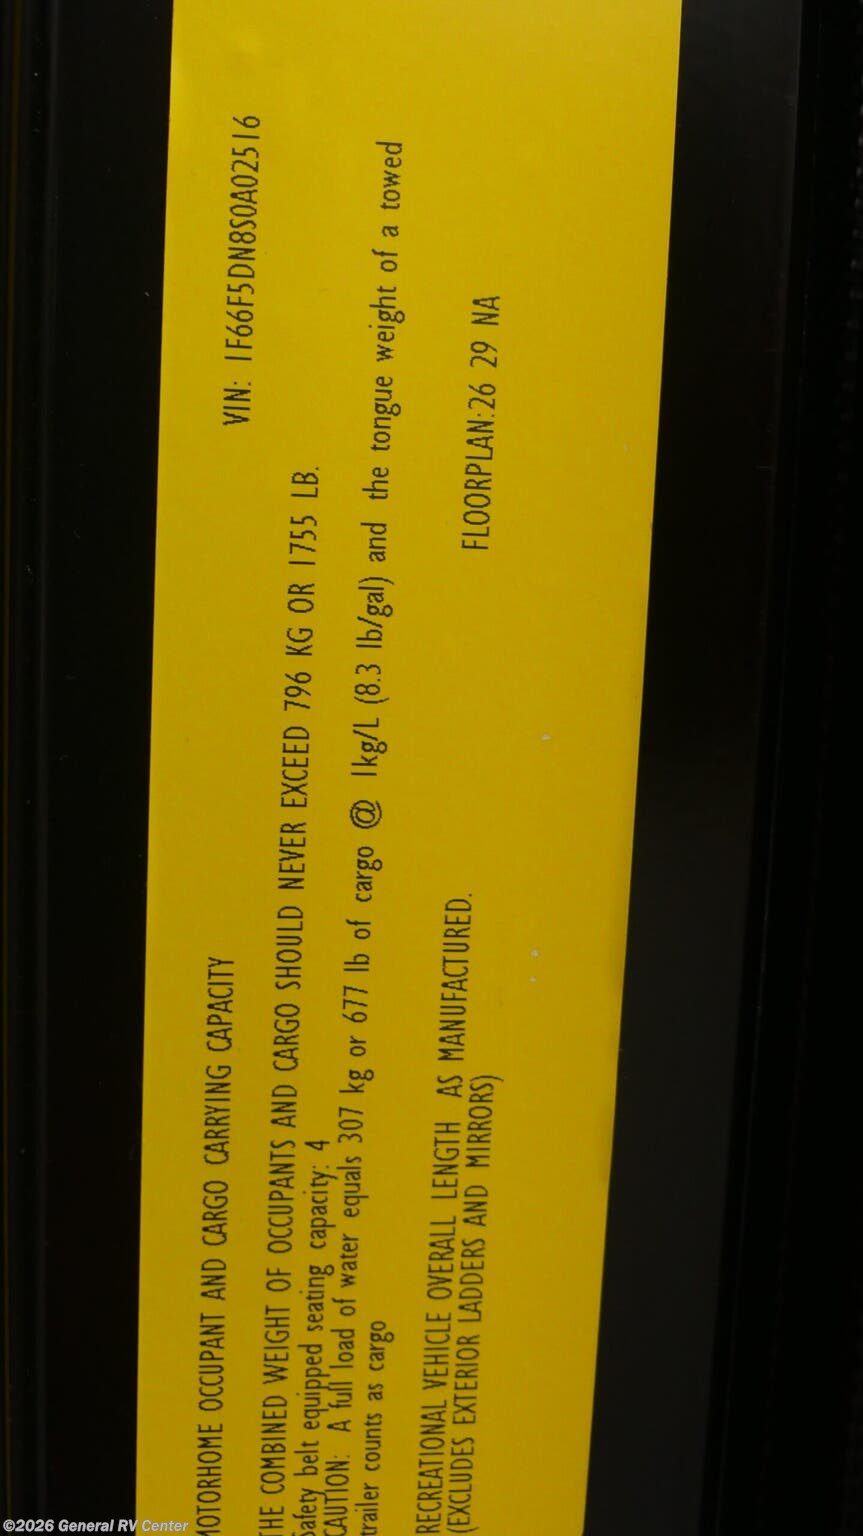 MOTORHOME OCCUPANT AND CARGO CARRYING CAPACITY VIN: 1F66F5DN8S0A02516
THE COMBINED WEIGHT OF OCCUPANTS AND CARGO SHOULD NEVER EXCEED 796 KG OR 1755 LB.
Safety belt equipped seating capacity: 4
CAUTION: A full load of water equals 307 kg or 677 lb of cargo @ 1kg/L (8.3 lb/gal) and the tongue weight of a towed
trailer counts as cargo
RECREATIONAL VEHICLE OVERALL LENGTH AS MANUFACTURED. FLOORPLAN:26 29 NA
(EXCLUDES EXTERIOR LADDERS AND MIRRORS)
©2026 General RV Center